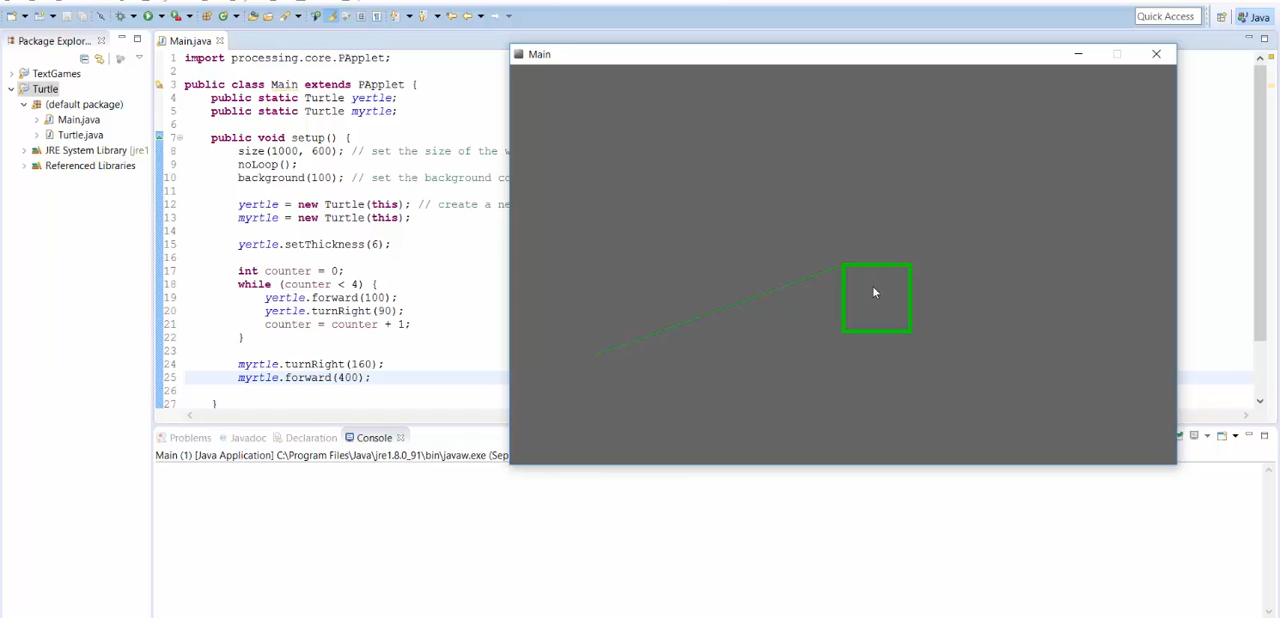 Quick Access
Java
Package Explor...
Main.java
TextGames
Turtle
(default package)
Main.java
Turtle.java
JRE System Library [jre1
Referenced Libraries
1 import processing.core.PApplet;
2
3 public class Main extends PApplet {
4 public static Turtle yertle;
5 public static Turtle myrtle;
6
7 public void setup() {
8 size(1000, 600); // set the size of the w
9 noLoop();
10 background(100); // set the background co
11
12 yertle = new Turtle(this); // create a ne
13 myrtle = new Turtle(this);
14
15 yertle.setThickness(6);
16
17 int counter = 0;
18 while (counter < 4) {
19 yertle.forward(100);
20 yertle.turnRight(90);
21 counter = counter + 1;
22 }
23
24 myrtle.turnRight(160);
25 myrtle.forward(400);
26
27 }
Main
Problems
Javadoc
Declaration
Console
Main (1) [Java Application] C:\Program Files\Java\jre1.8.0_91\bin\javaw.exe (Sep